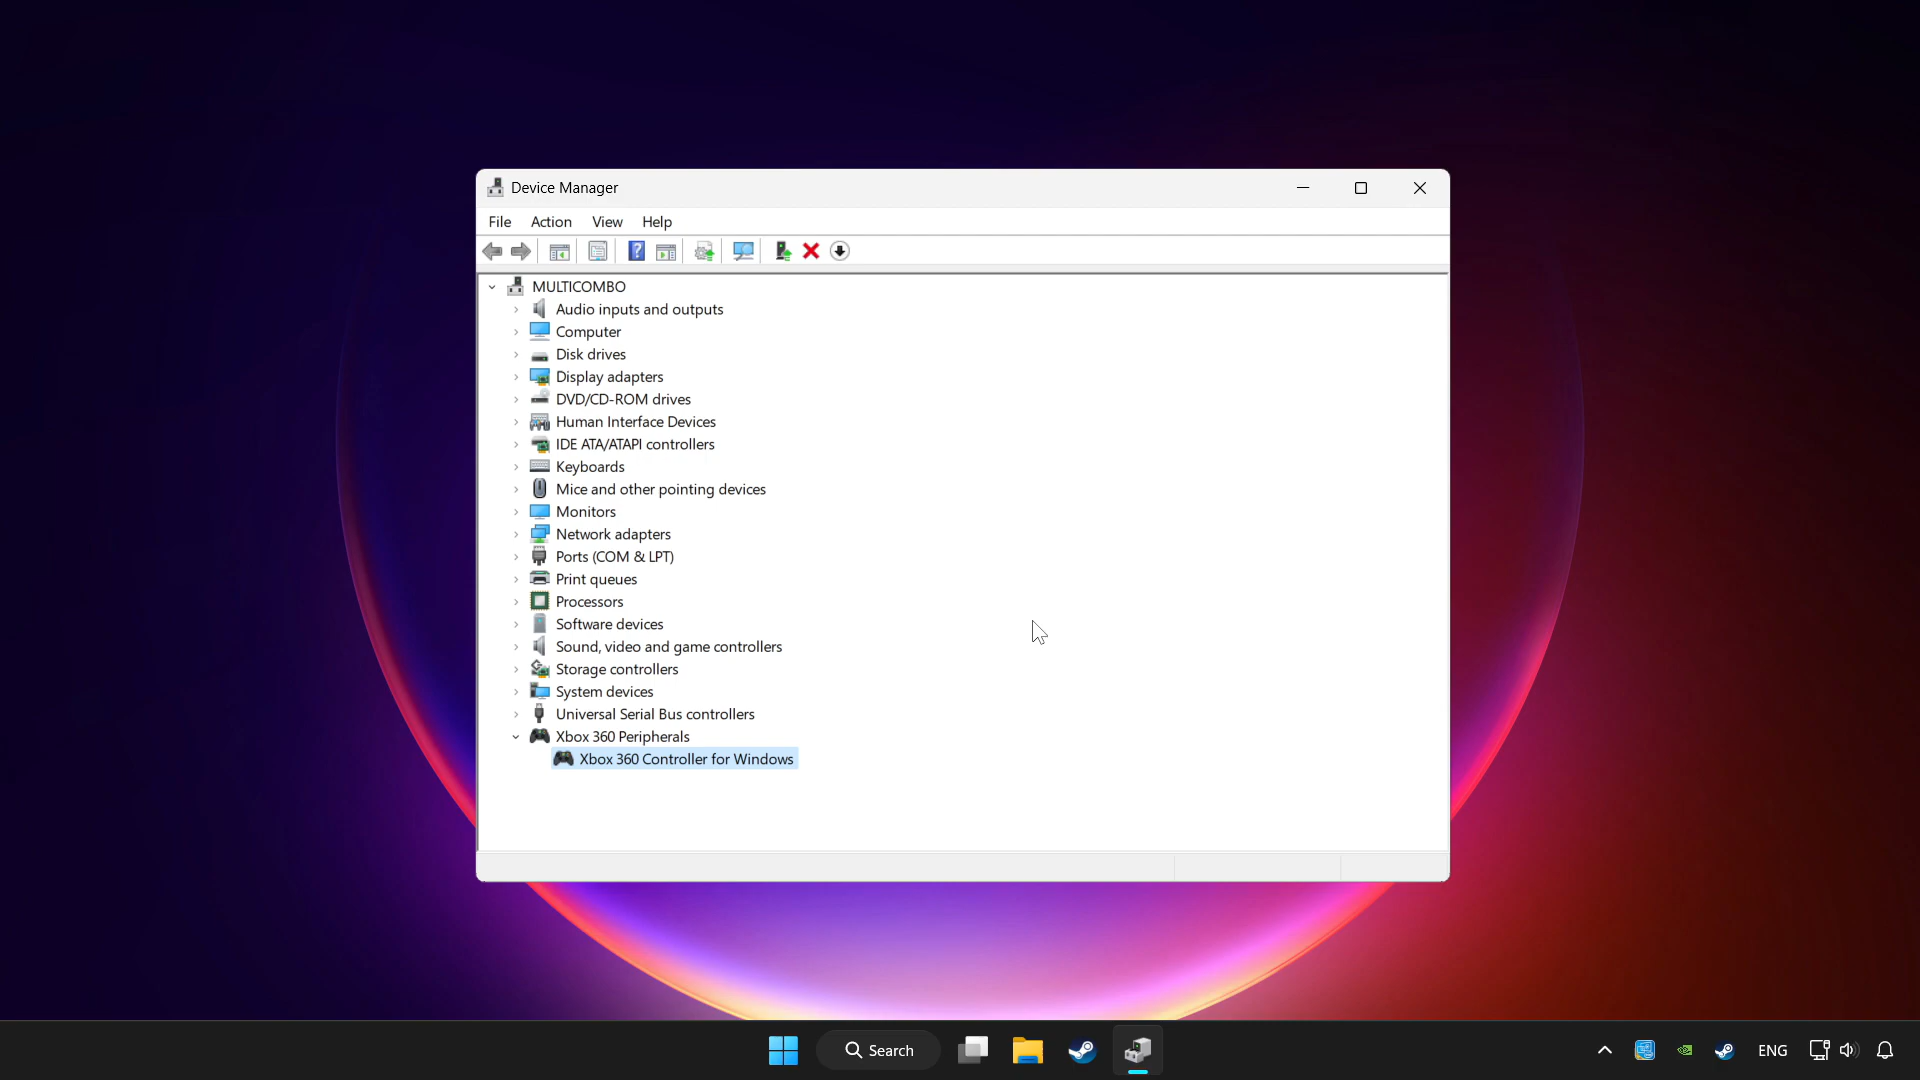 Device Manager
File Action View Help
MULTICOMBO
Audio inputs and outputs
Computer
Disk drives
Display adapters
DVD/CD-ROM drives
Human Interface Devices
IDE ATA/ATAPI controllers
Keyboards
Mice and other pointing devices
Monitors
Network adapters
Ports (COM & LPT)
Print queues
Processors
Software devices
Sound, video and game controllers
Storage controllers
System devices
Universal Serial Bus controllers
Xbox 360 Peripherals
Xbox 360 Controller for Windows
Search
ENG